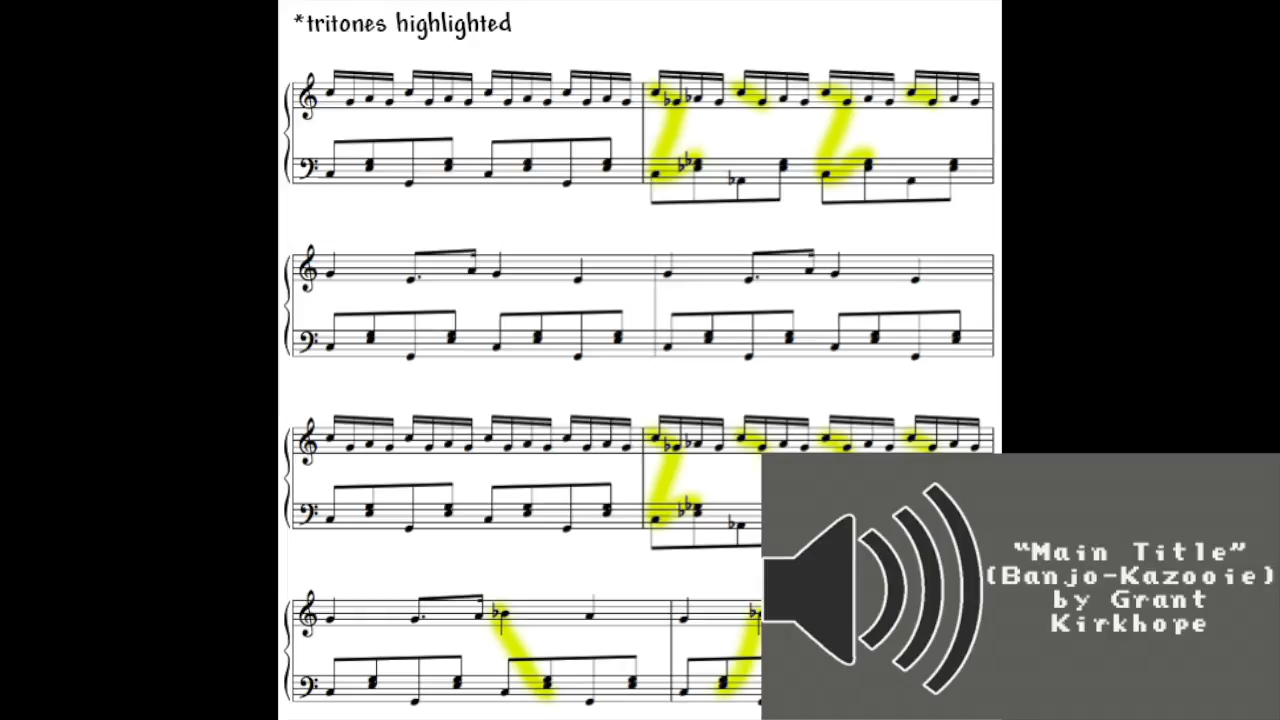 *tritones highlighted
“Main Title”
(Banjo-Kazooie)
by Grant
Kirkhope